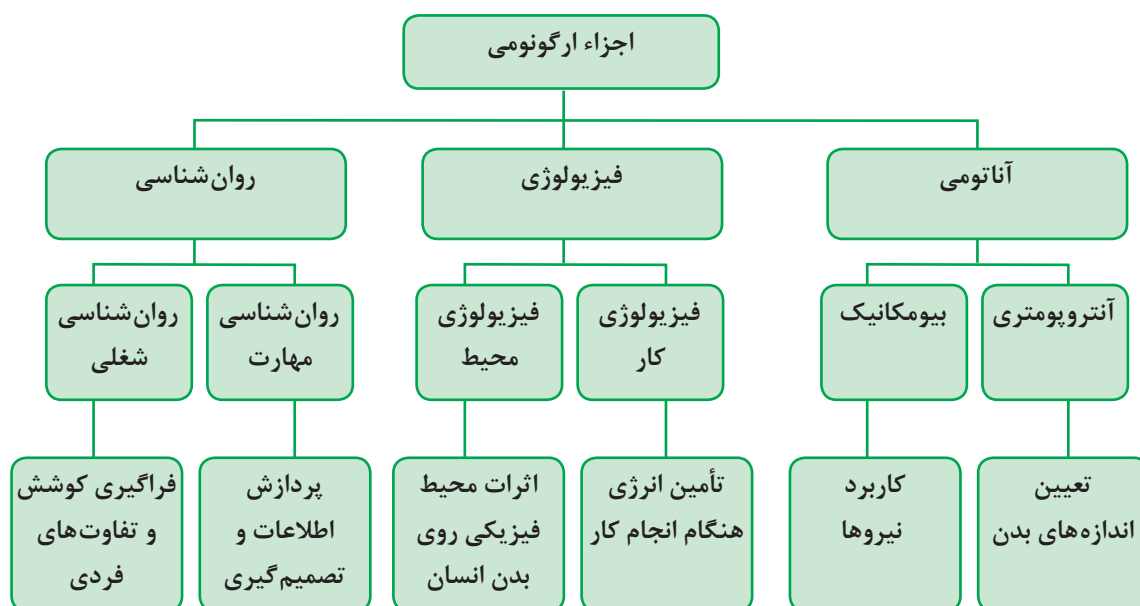 اجزاء ارگونومی
آناتومی
فیزیولوژی
روان‌شناسی
آنتروپومتری
بیومکانیک
فیزیولوژی
کار
فیزیولوژی
محیط
روان‌شناسی
مهارت
روان‌شناسی
شغلی
تعیین
اندازه‌های بدن
کاربرد
نیروها
تأمین انرژی
هنگام انجام کار
اثرات محیط
فیزیکی روی
بدن انسان
پردازش
اطلاعات و
تصمیم‌گیری
فراگیری کوشش
و تفاوت‌های
فردی